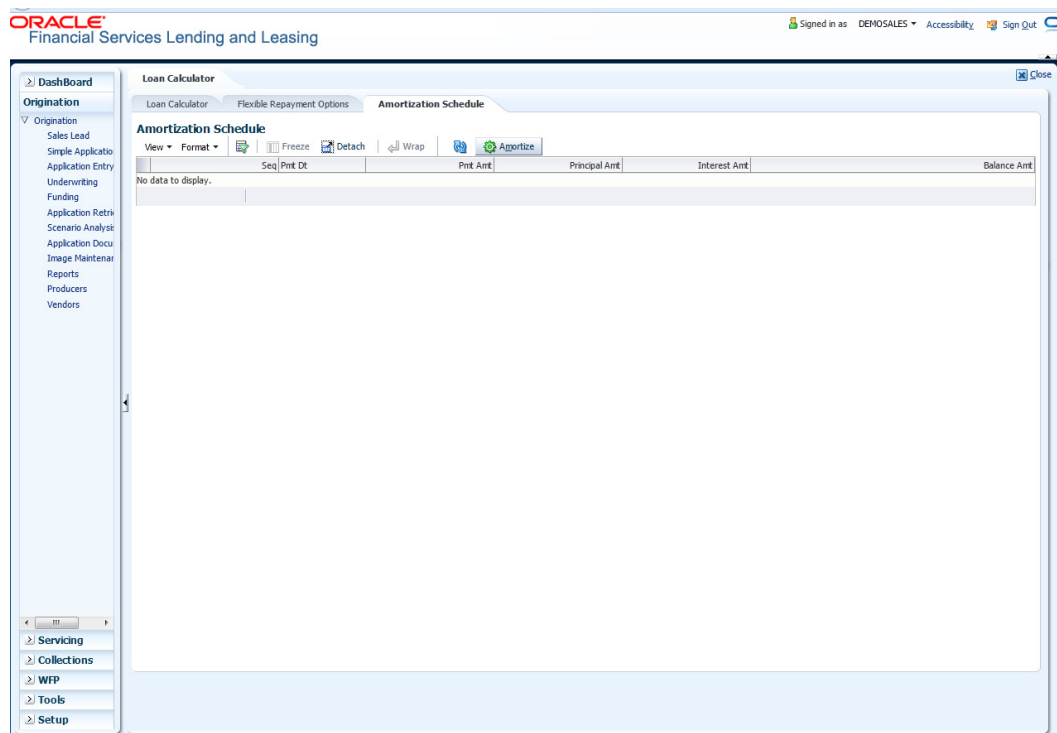 ORACLE
Financial Services Lending and Leasing
Signed in as DEMOSALES Accessibility Sign Out
Close
DashBoard
Origination
Origination
Sales Lead
Simple Applicatio
Application Entry
Underwriting
Funding
Application Retri
Scenario Analysis
Application Docu
Image Maintenan
Reports
Producers
Vendors
Servicing
Collections
WFP
Tools
Setup
Loan Calculator
Loan Calculator Flexible Repayment Options Amortization Schedule
Amortization Schedule
View Format Freeze Detach Wrap Amortize
Seq Pmt Dt Pmt Amt Principal Amt Interest Amt Balance Amt
No data to display.